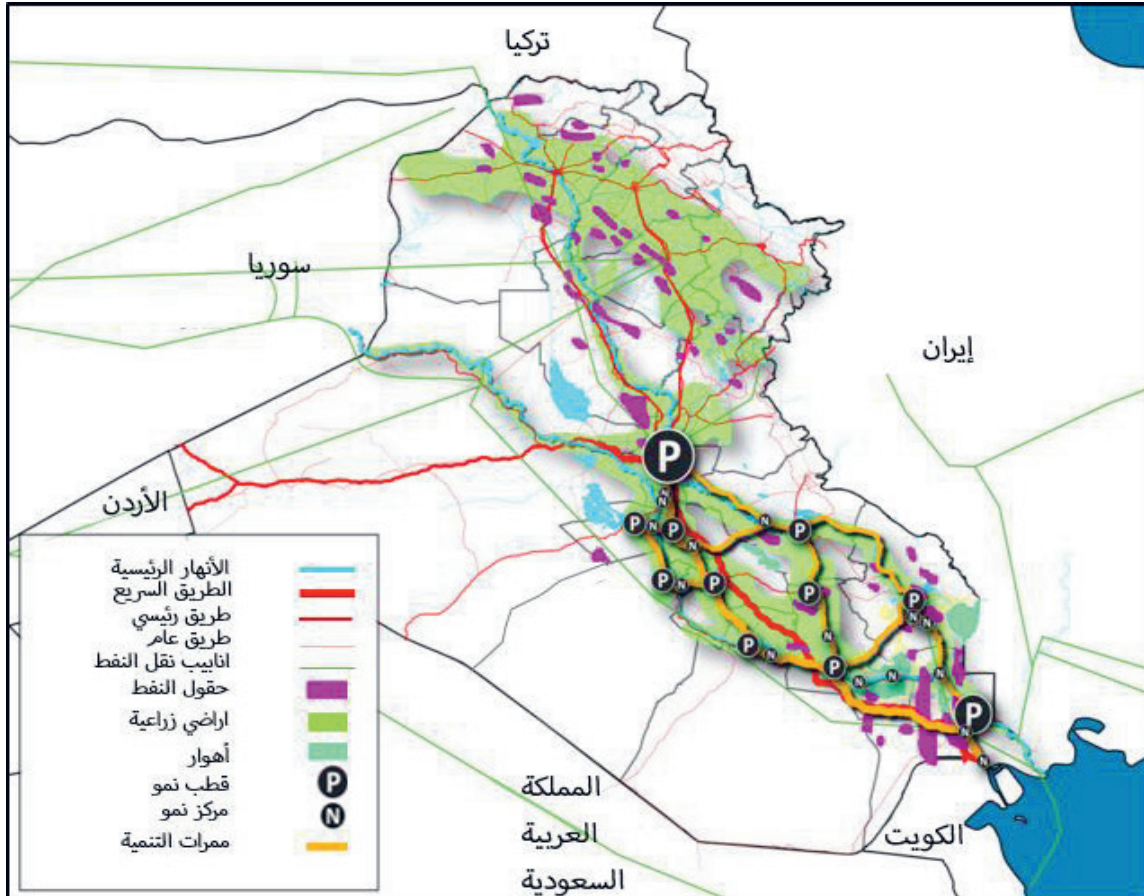 تركيا
سوريا
إيران
الأردن
الأنهار الرئيسية
الطريق السريع
طريق رئيسي
طريق عام
انابيب نقل النفط
حقول النفط
اراضي زراعية
أهوار
P قطب نمو
N مركز نمو
ممرات التنمية
المملكة
العربية
السعودية
الكويت
P
P
N
N
P
N
P
N
N
P
P
N
P
P
P
N
N
N
P
N
N
P
N
N
N
P
N
N